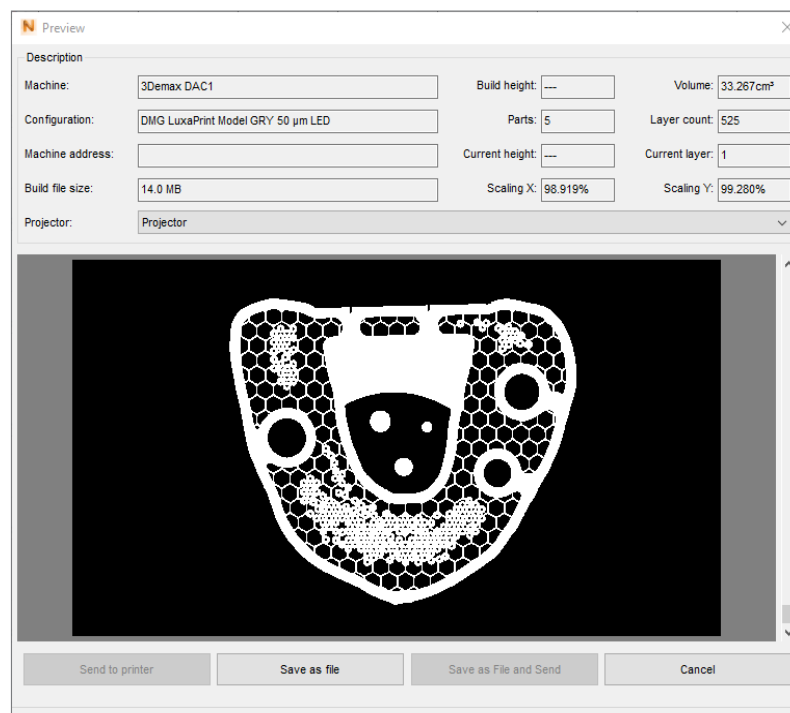 Preview
Description
Machine: 3Demax DAC1 Build height: --- Volume: 33.267cm³
Configuration: DMG LuxaPrint Model GRY 50 µm LED Parts: 5 Layer count: 525
Machine address: Current height: --- Current layer: 1
Build file size: 14.0 MB Scaling X: 98.919% Scaling Y: 99.280%
Projector: Projector
Send to printer Save as file Save as File and Send Cancel